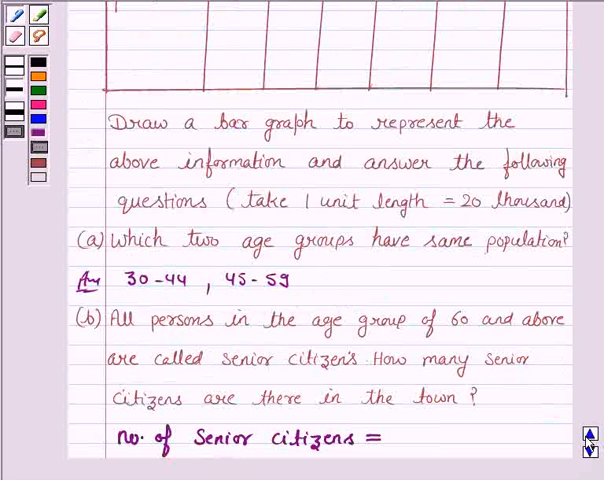 Draw a bar graph to represent the
above information and answer the following
questions (take 1 unit length = 20 thousand)
(a) Which two age groups have same population?
Ans 30-44, 45-59
(b) All persons in the age group of 60 and above
are called senior citizen's. How many senior
citizens are there in the town?
no. of senior citizens =